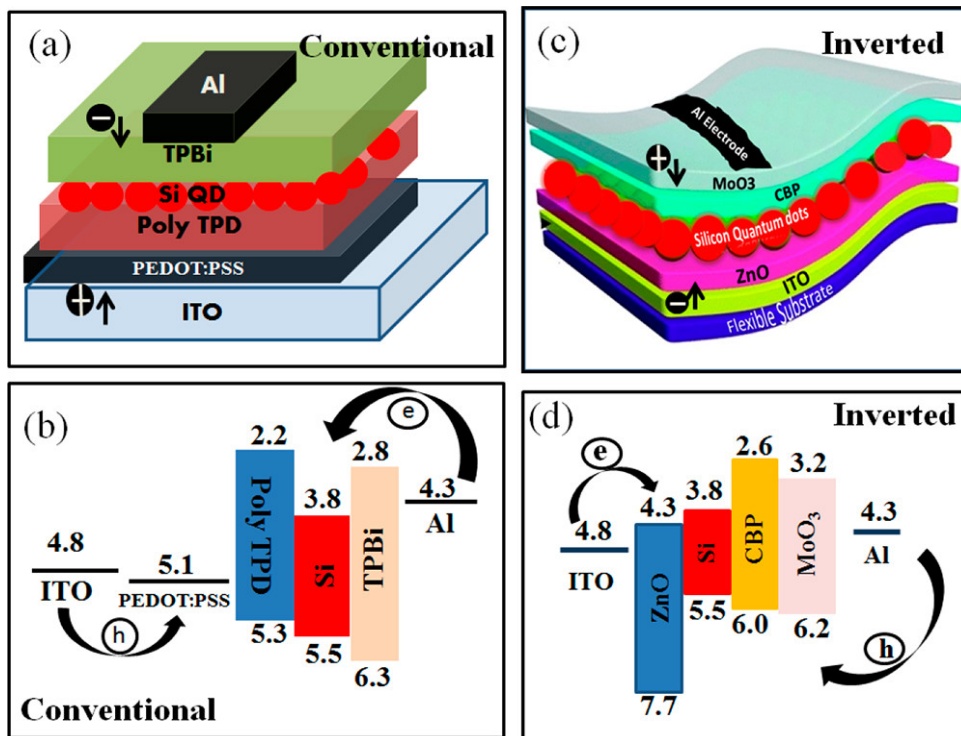 (a)
Conventional
Al
−
TPBi
Si QD
Poly TPD
PEDOT:PSS
+
ITO
(c)
Inverted
Al Electrode
+
MoO3
CBP
Silicon Quantum dots
ZnO
−
ITO
Flexible Substrate
(b)
e
2.2
2.8
3.8
4.3
Al
4.8
ITO
5.1
PEDOT:PSS
h
Poly TPD
Si
TPBi
5.3
5.5
6.3
Conventional
(d)
Inverted
e
2.6
3.2
3.8
4.3
4.8
ITO
4.3
Al
ZnO
Si
CBP
MoO₃
5.5
6.0
6.2
h
7.7